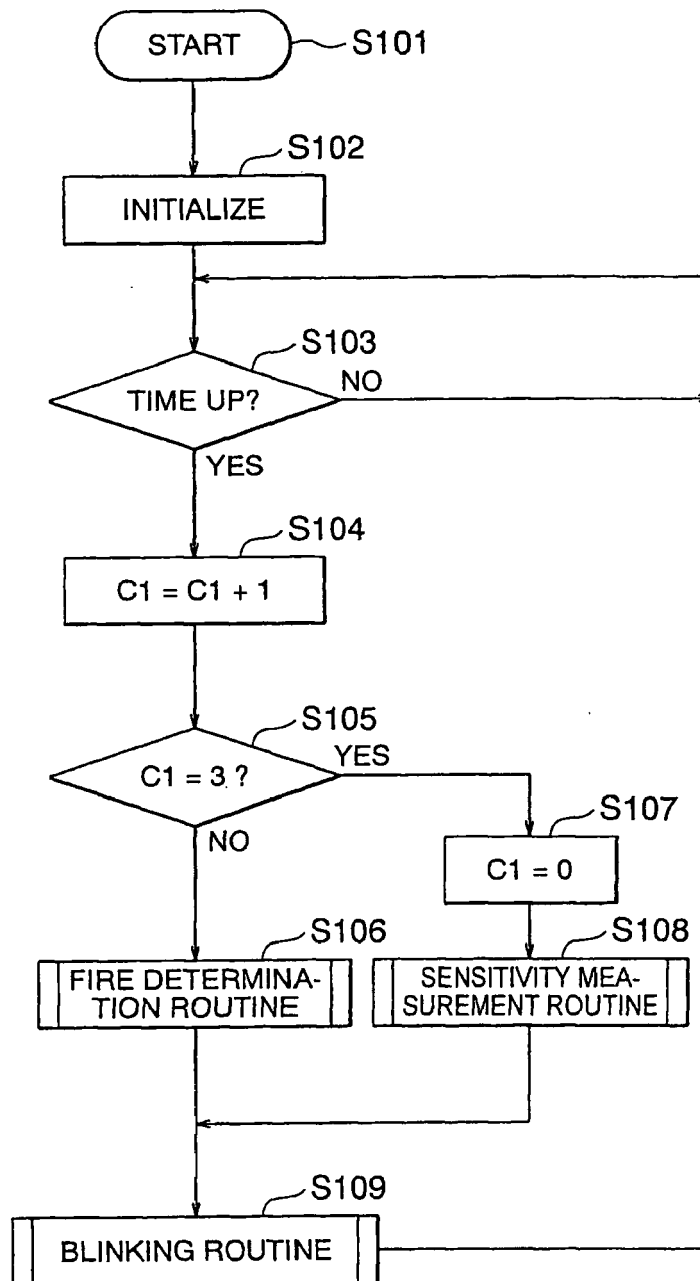 START
S101
S102
INITIALIZE
S103
TIME UP?
NO
YES
S104
C1 = C1 + 1
S105
C1 = 3 ?
YES
NO
S107
C1 = 0
S106
FIRE DETERMINA-
TION ROUTINE
S108
SENSITIVITY MEA-
SUREMENT ROUTINE
S109
BLINKING ROUTINE